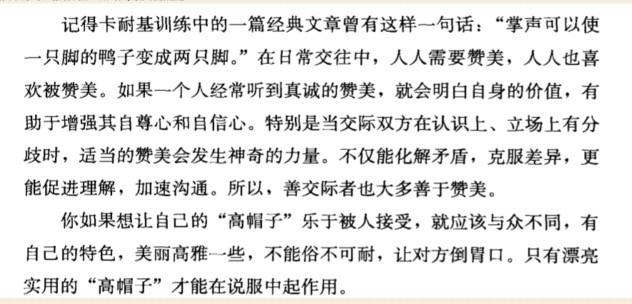 记得卡耐基训练中的一篇经典文章曾有这样一句话：“掌声可以使
一只脚的鸭子变成两只脚。”在日常交往中，人人需要赞美，人人也喜
欢被赞美。如果一个人经常听到真诚的赞美，就会明白自身的价值，有
助于增强其自尊心和自信心。特别是当交际双方在认识上、立场上有分
歧时，适当的赞美会发生神奇的力量。不仅能化解矛盾，克服差异，更
能促进理解，加速沟通。所以，善交际者也大多善于赞美。
你如果想让自己的“高帽子”乐于被人接受，就应该与众不同，有
自己的特色，美丽高雅一些，不能俗不可耐，让对方倒胃口。只有漂亮
实用的“高帽子”才能在说服中起作用。